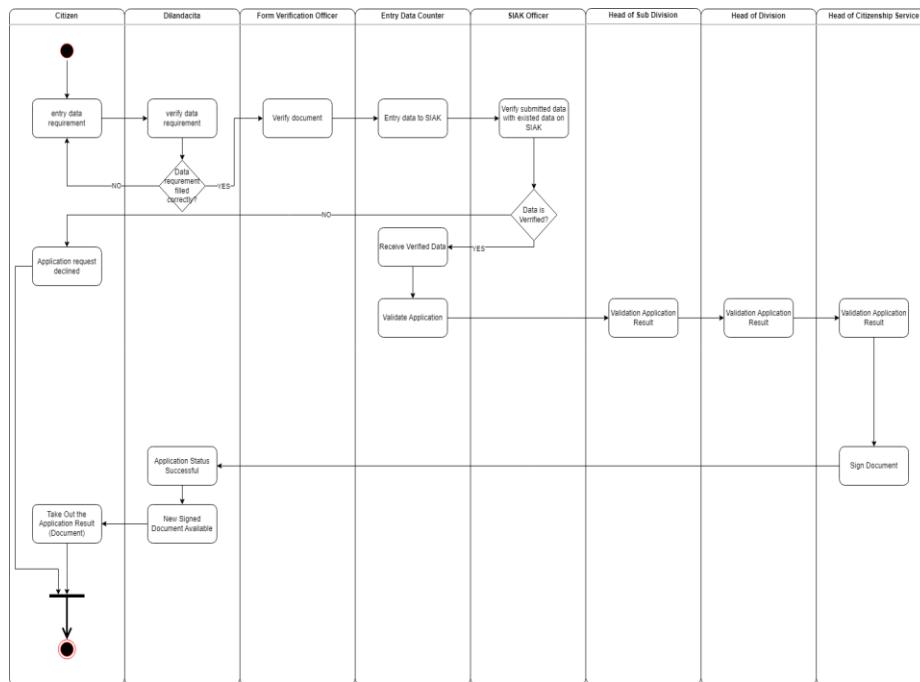 Citizen
Dilandacita
Form Verification Officer
Entry Data Counter
SIAK Officer
Head of Sub Division
Head of Division
Head of Citizenship Service
entry data
requirement
verify data
requirement
Verify document
Entry data to SIAK
Verify submitted
data with existed data on
SIAK
Data
requrement
filled
correctly?
NO
YES
Data is
Verrified?
NO
YES
Receive Verified Data
Application request
declined
Validate Application
Validation Application
Result
Validation Application
Result
Validation Application
Result
Application Status
Successful
Sign Document
Take Out the
Application Result
(Document)
New Signed
Document Available